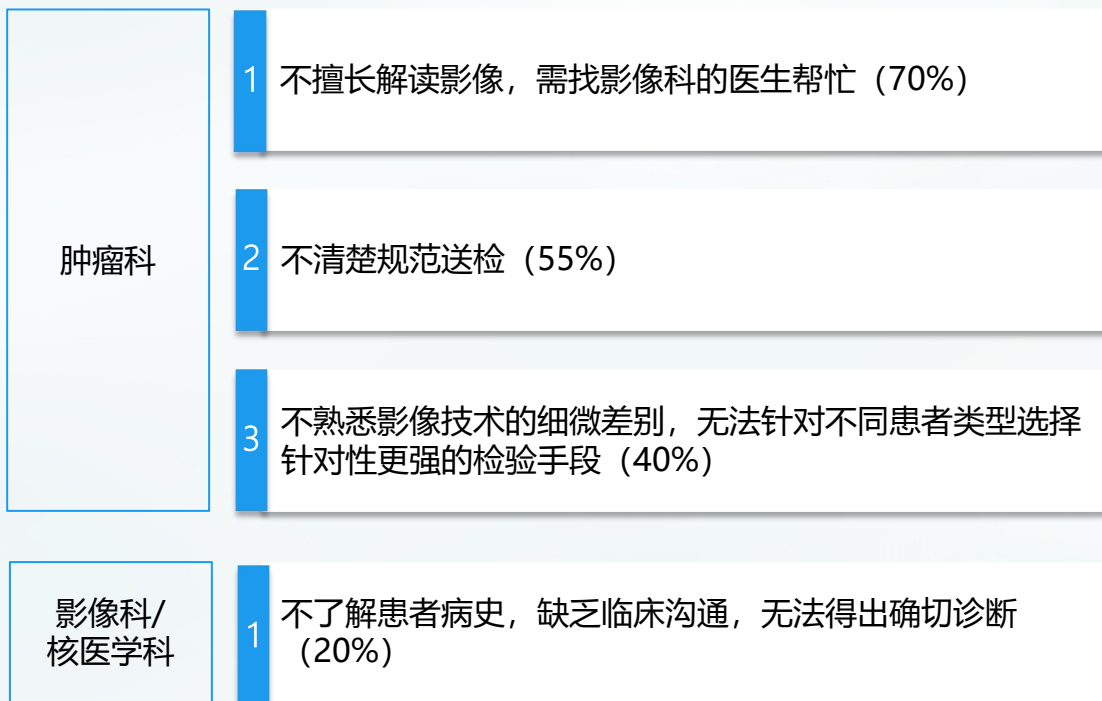 肿瘤科
1
不擅长解读影像，需找影像科的医生帮忙（70%）
2
不清楚规范送检（55%）
3
不熟悉影像技术的细微差别，无法针对不同患者类型选择
针对性更强的检验手段（40%）
影像科/
核医学科
1
不了解患者病史，缺乏临床沟通，无法得出确切诊断
（20%）